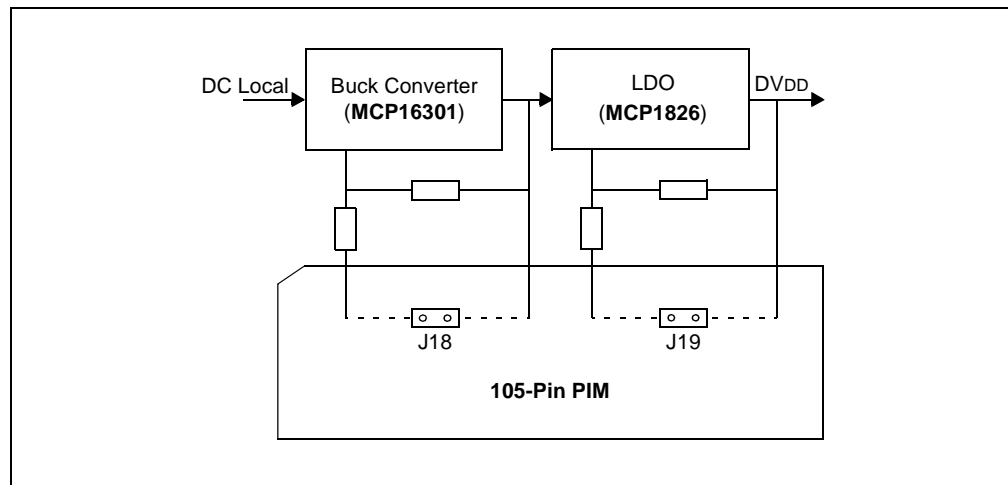 DC Local
Buck Converter
(MCP16301)
LDO
(MCP1826)
DVDD
J18
J19
105-Pin PIM